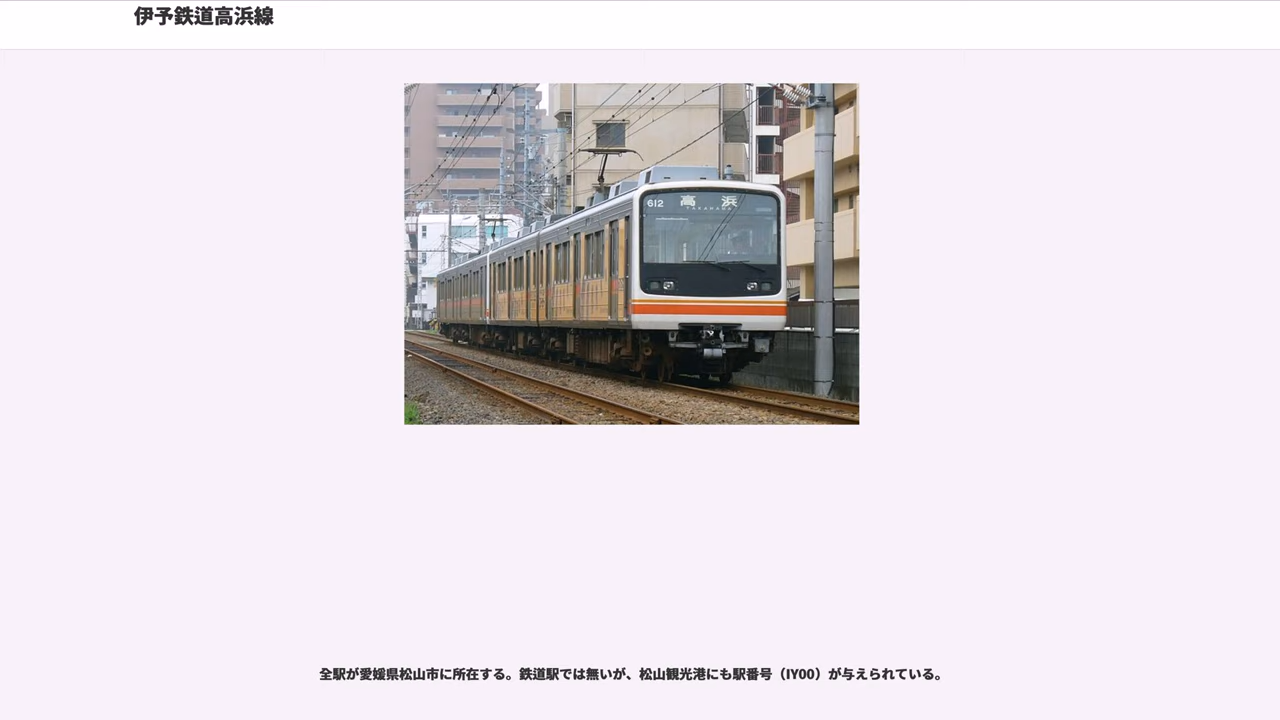 伊予鉄道高浜線
612 高浜
TAKAHAMA
全駅が愛媛県松山市に所在する。鉄道駅では無いが、松山観光港にも駅番号（IY00）が与えられている。